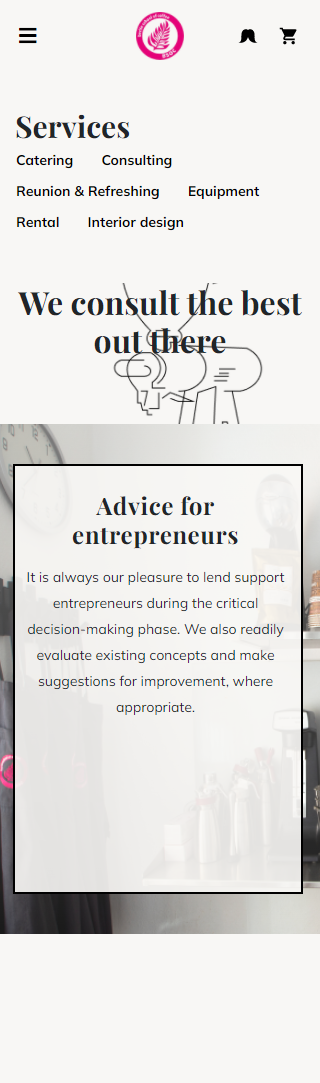 Services
Catering Consulting
Reunion & Refreshing Equipment
Rental Interior design
We consult the best
out there
Advice for
entrepreneurs
It is always our pleasure to lend support
entrepreneurs during the critical
decision-making phase. We also readily
evaluate existing concepts and make
suggestions for improvement, where
appropriate.